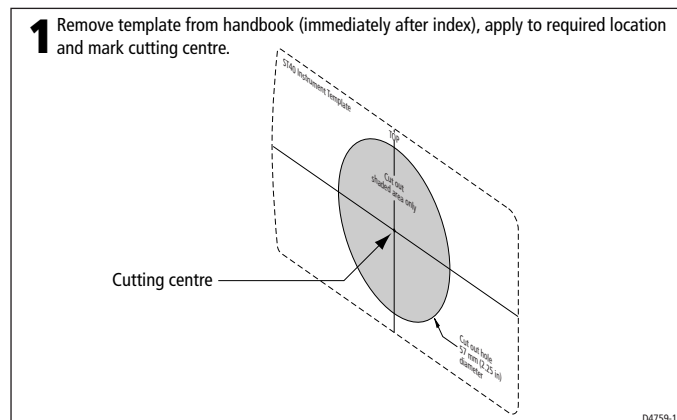 1 Remove template from handbook (immediately after index), apply to required location
and mark cutting centre.
ST40 Instrument Template
TOP
Cut out
shaded area only
Cutting centre
Cut out hole
57 mm (2.25 in)
diameter
D4759-1